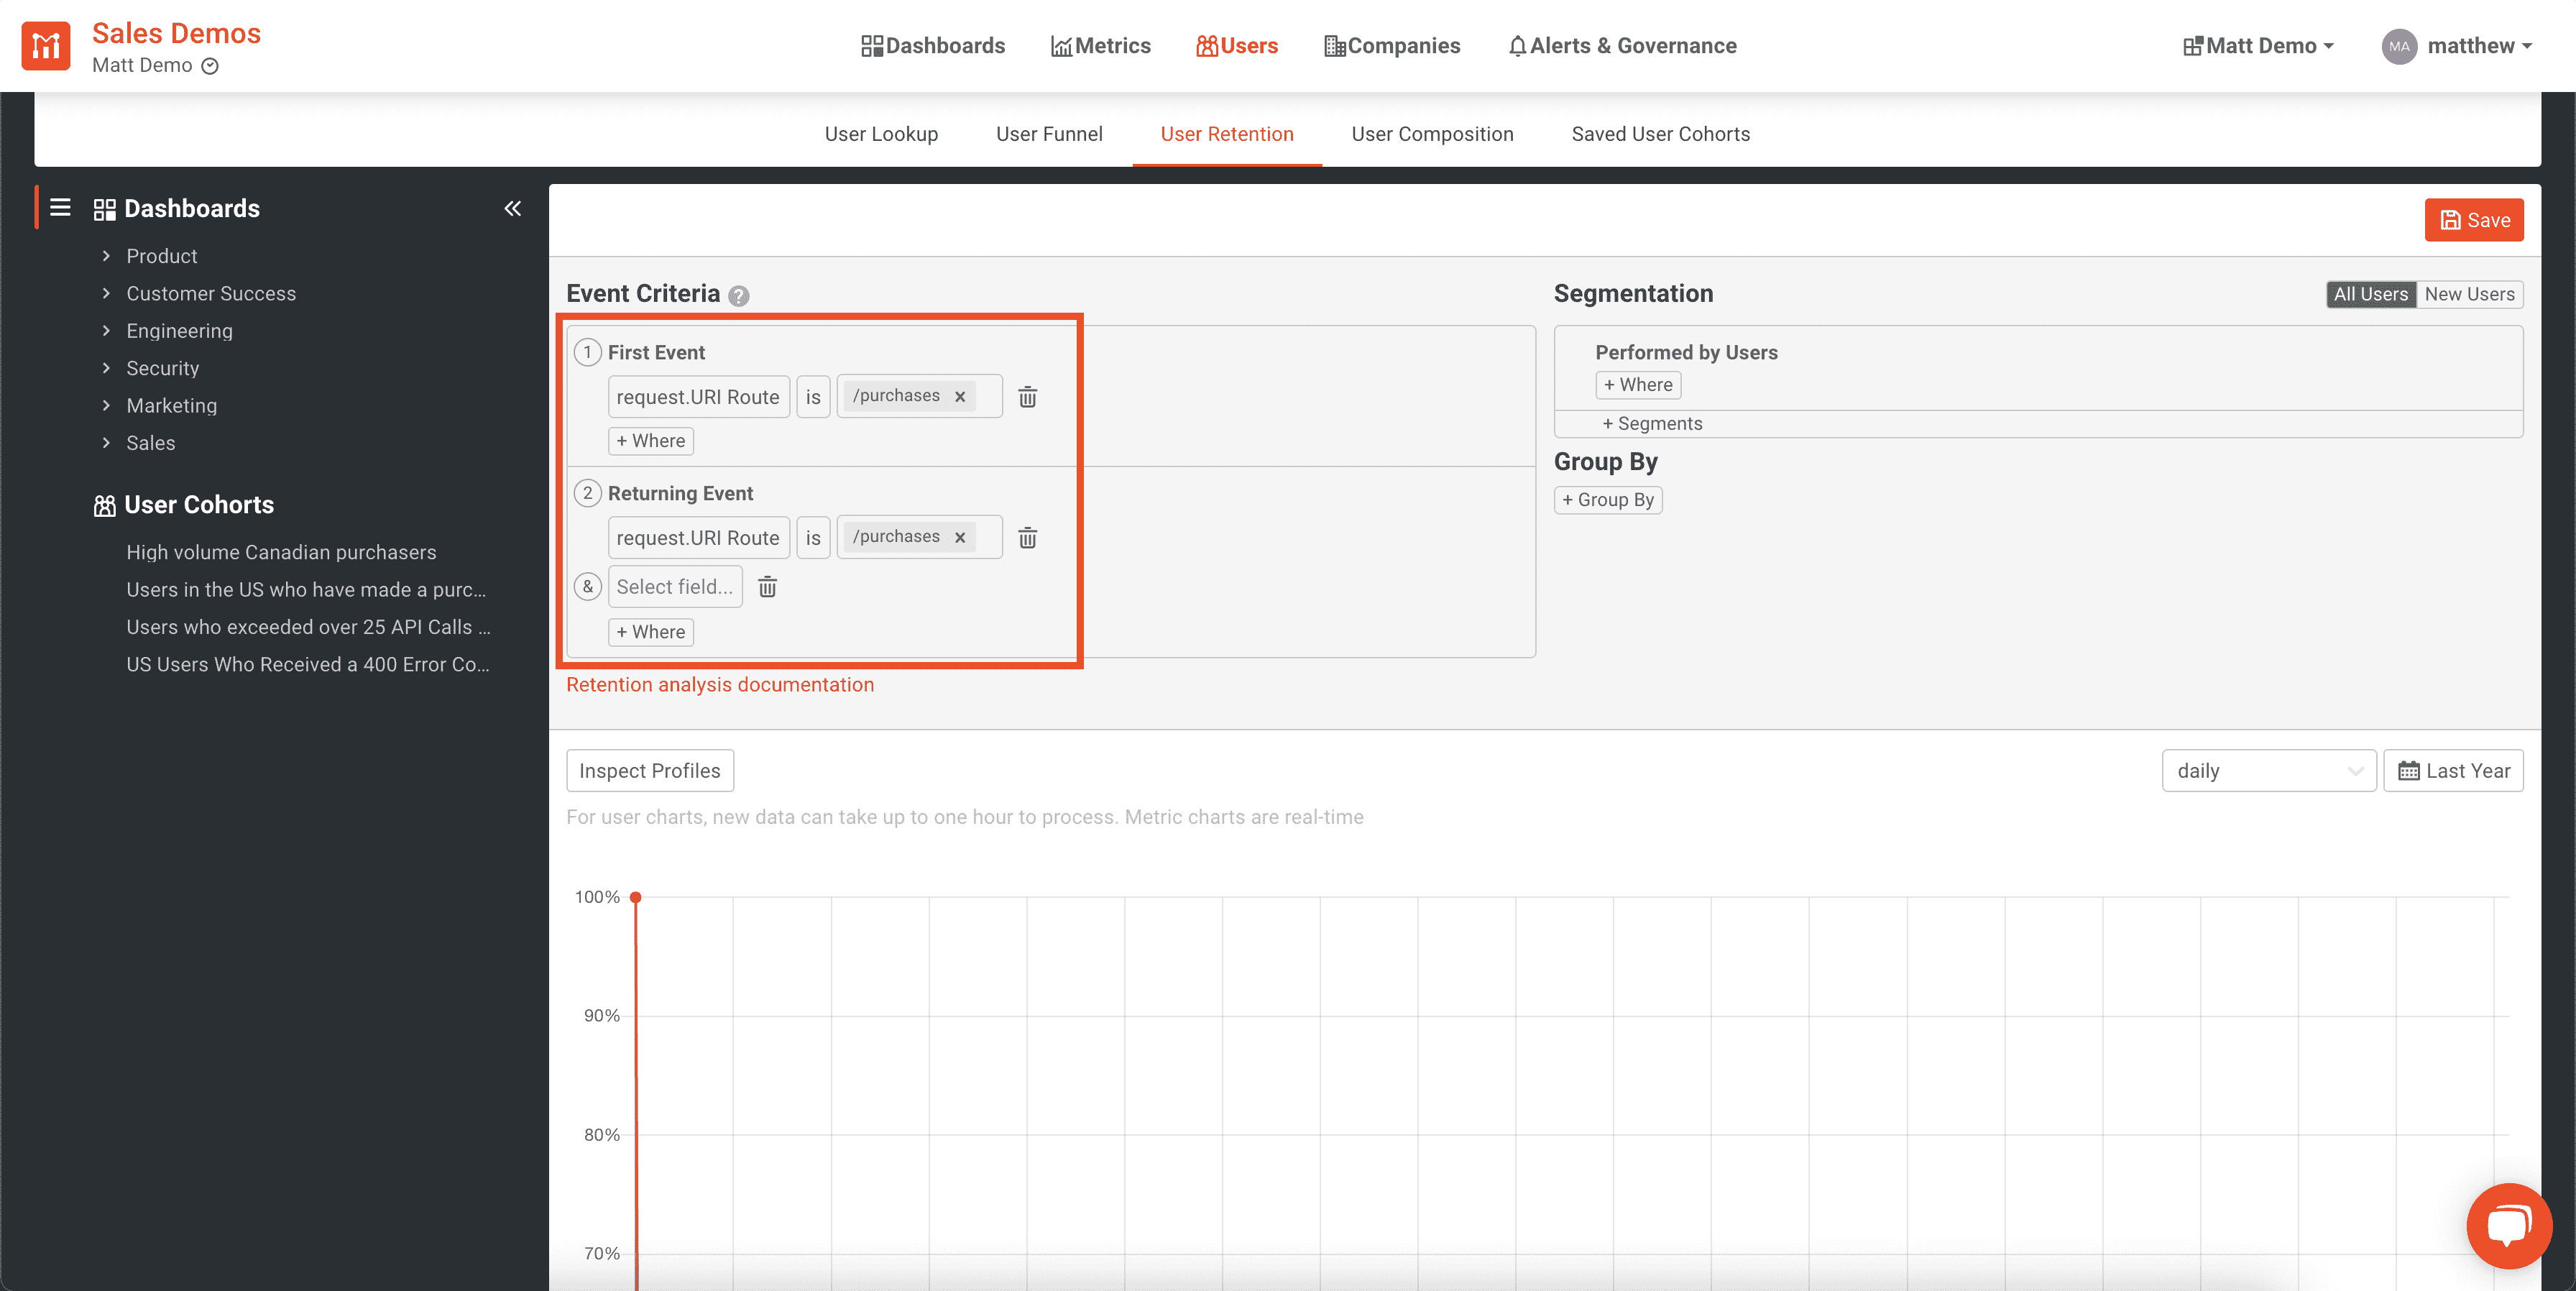 Sales Demos
Matt Demo
Dashboards Metrics Users Companies Alerts & Governance
Matt Demo
MA matthew
User Lookup User Funnel User Retention User Composition Saved User Cohorts
Dashboards
Product
Customer Success
Engineering
Security
Marketing
Sales
User Cohorts
High volume Canadian purchasers
Users in the US who have made a purc...
Users who exceeded over 25 API Calls ...
US Users Who Received a 400 Error Co...
Save
Event Criteria ?
1 First Event
request.URI Route is /purchases x
+ Where
2 Returning Event
request.URI Route is /purchases x
& Select field...
+ Where
Retention analysis documentation
Segmentation
All Users New Users
Performed by Users
+ Where
+ Segments
Group By
+ Group By
Inspect Profiles
daily
Last Year
For user charts, new data can take up to one hour to process. Metric charts are real-time
100%
90%
80%
70%